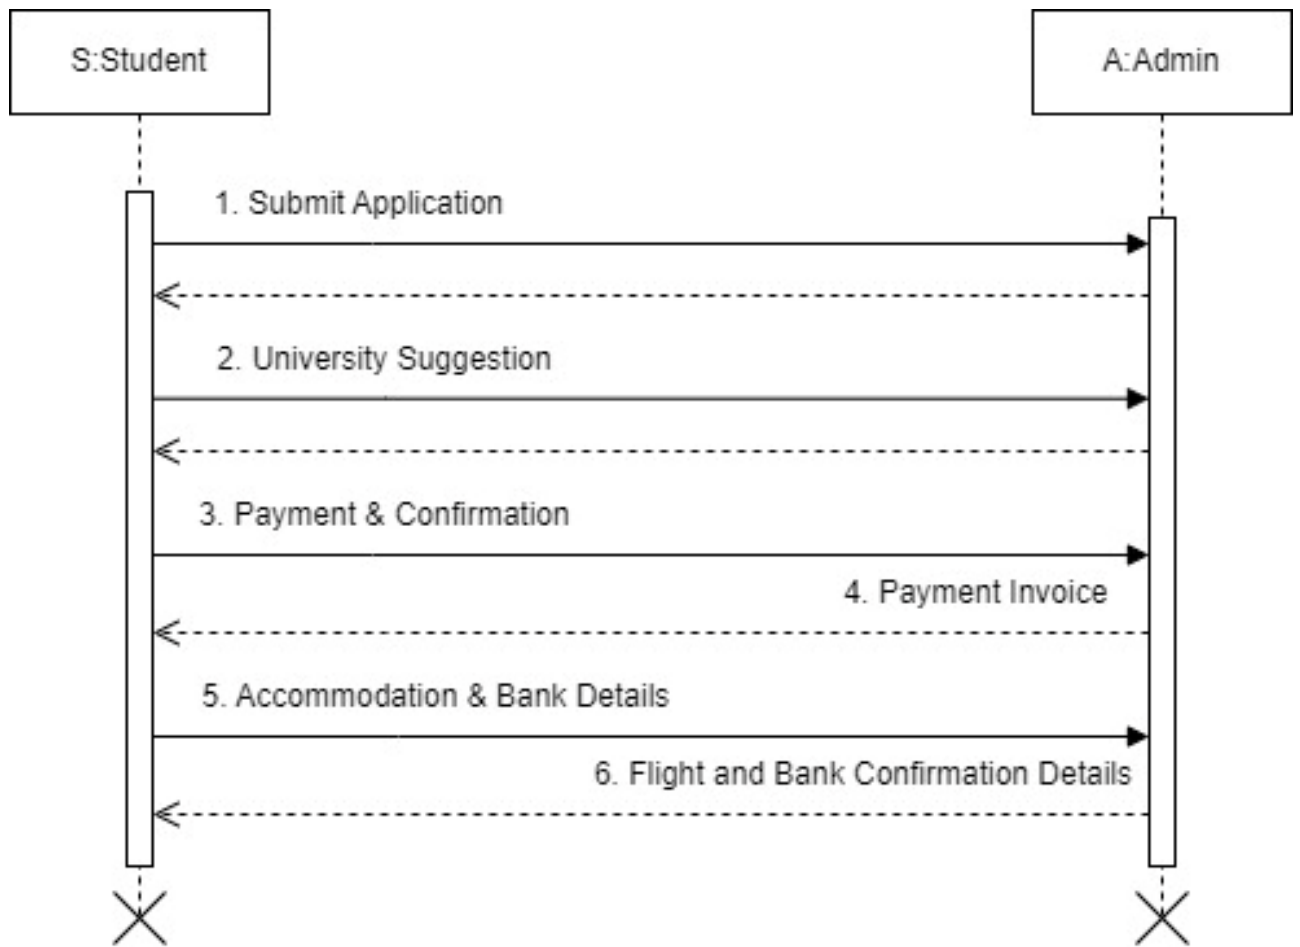 S:Student
A:Admin
1. Submit Application
2. University Suggestion
3. Payment & Confirmation
4. Payment Invoice
5. Accommodation & Bank Details
6. Flight and Bank Confirmation Details